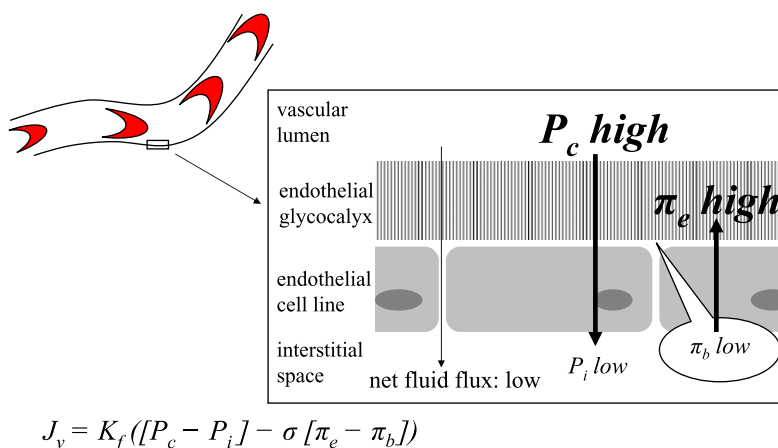 vascular
lumen
P_c high
endothelial
glycocalyx
π_e high
endothelial
cell line
interstitial
space
net fluid flux: low
P_i low
π_b low
J_v = K_f ([P_c − P_i] − σ [π_e − π_b])